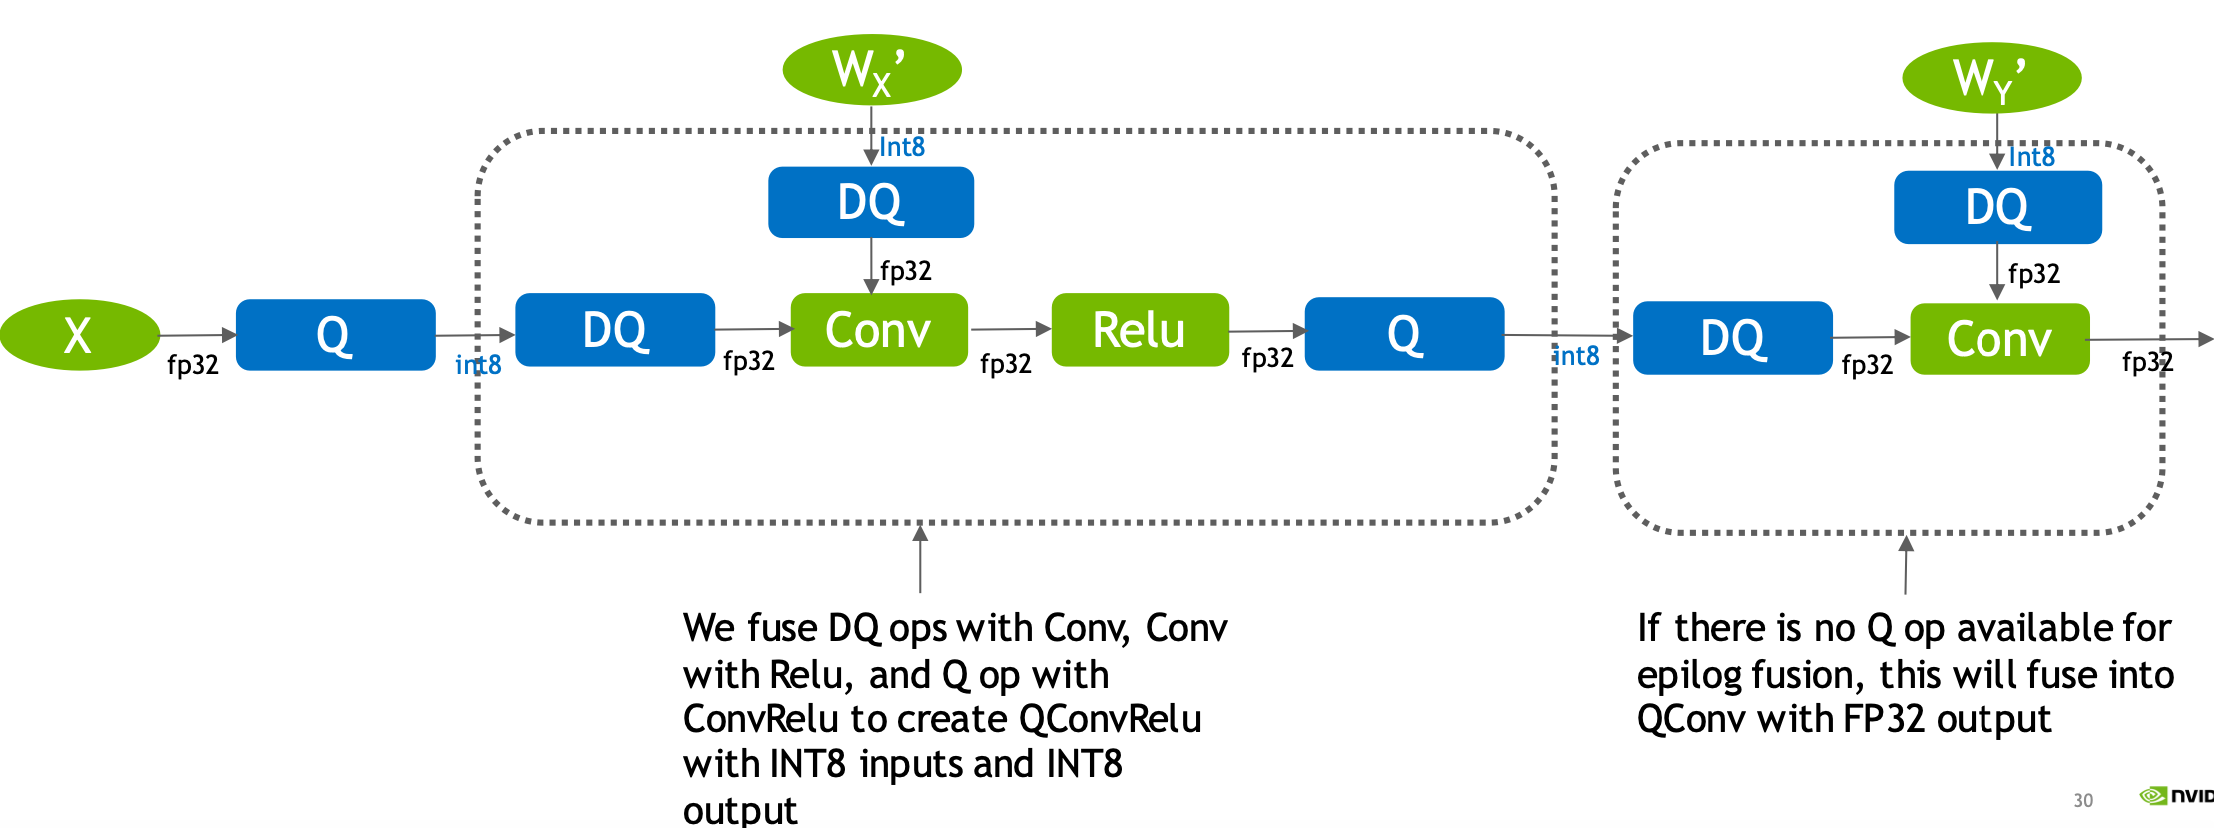 WX’
WY’
Int8
Int8
DQ
DQ
fp32
fp32
X
Q
DQ
Conv
Relu
Q
DQ
Conv
fp32
int8
fp32
fp32
fp32
int8
fp32
fp32
We fuse DQ ops with Conv, Conv
with Relu, and Q op with
ConvRelu to create QConvRelu
with INT8 inputs and INT8
output
If there is no Q op available for
epilog fusion, this will fuse into
QConv with FP32 output
30
NVID